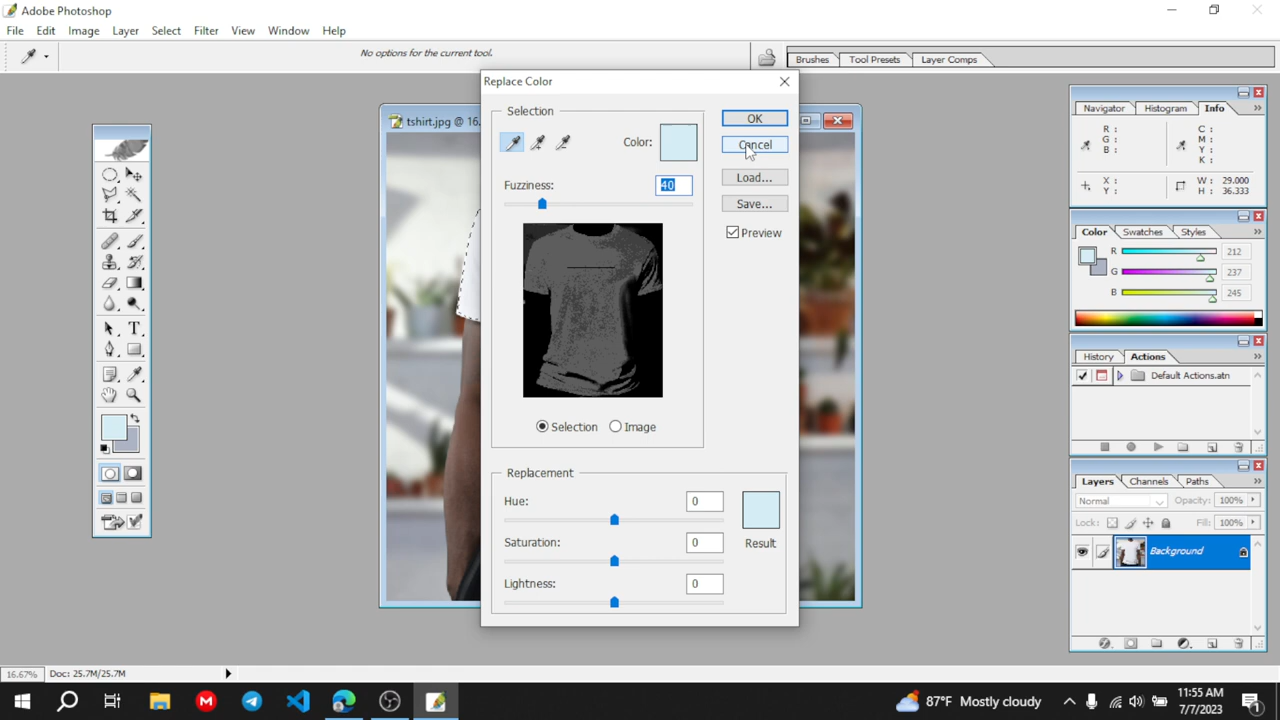 Adobe Photoshop
File Edit Image Layer Select Filter View Window Help
No options for the current tool.
Brushes Tool Presets Layer Comps
tshirt.jpg @ 16.
Replace Color
Selection
Color:
Fuzziness: 40
Selection Image
OK
Cancel
Load...
Save...
Preview
Replacement
Hue: 0
Saturation: 0
Lightness: 0
Result
Navigator Histogram Info
R : C :
G : M :
B : Y :
K :
X : W : 29.000
Y : H : 36.333
Color Swatches Styles
R 212
G 237
B 245
History Actions
Default Actions.atn
Layers Channels Paths
Normal Opacity: 100%
Lock: Fill: 100%
Background
16.67% Doc: 25.7M/25.7M
87°F Mostly cloudy
11:55 AM
7/7/2023
1